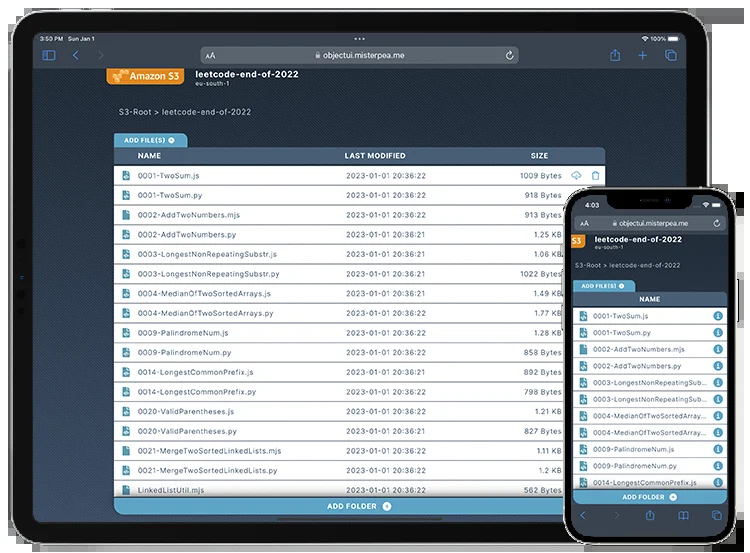 3:50 PM Sun Jan 1
100%
AA objectui.misterpea.me
Amazon S3
leetcode-end-of-2022
eu-south-1
S3-Root > leetcode-end-of-2022
ADD FILE(S)
NAME LAST MODIFIED SIZE
0001-TwoSum.js 2023-01-01 20:36:22 1009 Bytes
0001-TwoSum.py 2023-01-01 20:36:22 918 Bytes
0002-AddTwoNumbers.mjs 2023-01-01 20:36:22 913 Bytes
0002-AddTwoNumbers.py 2023-01-01 20:36:21 1.25 KB
0003-LongestNonRepeatingSubstr.js 2023-01-01 20:36:21 1.06 KB
0003-LongestNonRepeatingSubstr.py 2023-01-01 20:36:21 1022 Bytes
0004-MedianOfTwoSortedArrays.js 2023-01-01 20:36:21 1.49 KB
0004-MedianOfTwoSortedArrays.py 2023-01-01 20:36:22 1.77 KB
0009-PalindromeNum.js 2023-01-01 20:36:22 1.28 KB
0009-PalindromeNum.py 2023-01-01 20:36:22 858 Bytes
0014-LongestCommonPrefix.js 2023-01-01 20:36:21 892 Bytes
0014-LongestCommonPrefix.py 2023-01-01 20:36:22 798 Bytes
0020-ValidParentheses.js 2023-01-01 20:36:22 1.21 KB
0020-ValidParentheses.py 2023-01-01 20:36:21 827 Bytes
0021-MergeTwoSortedLinkedLists.mjs 2023-01-01 20:36:22 1.11 KB
0021-MergeTwoSortedLinkedLists.py 2023-01-01 20:36:22 1.2 KB
LinkedListUtil.mjs 2023-01-01 20:36:22 562 Bytes
ADD FOLDER
4:03
AA objectui.misterpea.me
S3
leetcode-end-of-2022
eu-south-1
S3-Root > leetcode-end-of-2022
ADD FILE(S)
NAME
0001-TwoSum.js
0001-TwoSum.py
0002-AddTwoNumbers.mjs
0002-AddTwoNumbers.py
0003-LongestNonRepeatingSub...
0003-LongestNonRepeatingSub...
0004-MedianOfTwoSortedArray...
0004-MedianOfTwoSortedArray...
0009-PalindromeNum.js
0009-PalindromeNum.py
0014-LongestCommonPrefix.js
ADD FOLDER